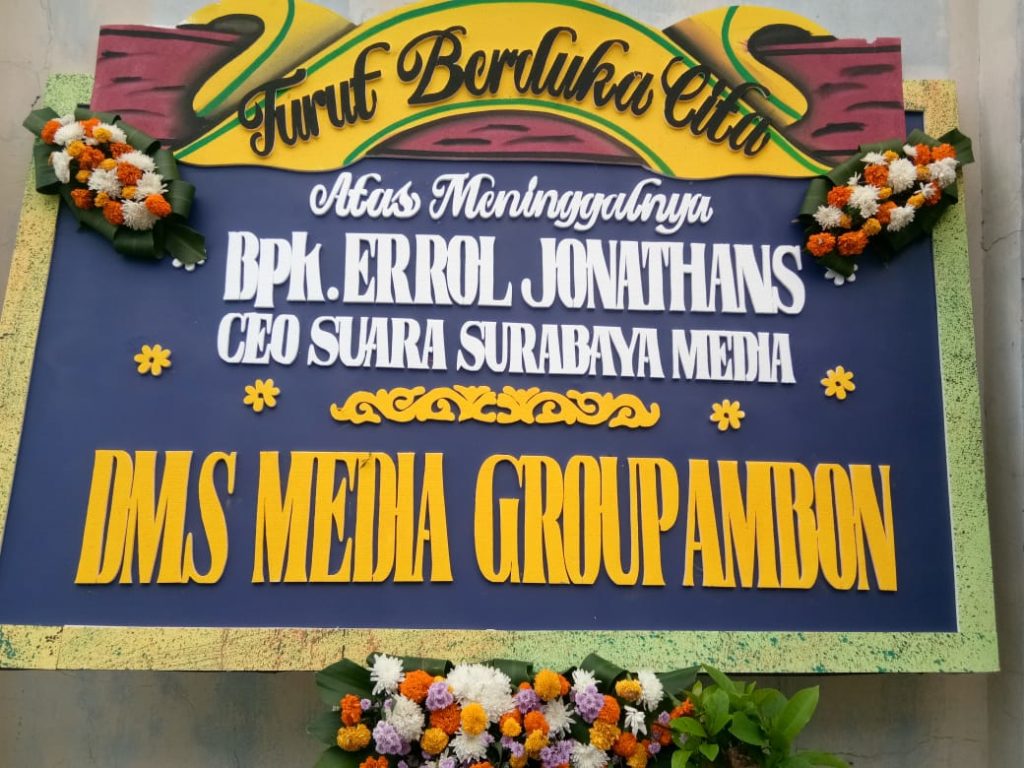 Turut Berduka Cita
Atas Meninggalnya
Bpk. ERROL JONATHANS
CEO SUARA SURABAYA MEDIA
DMS MEDIA GROUP AMBON